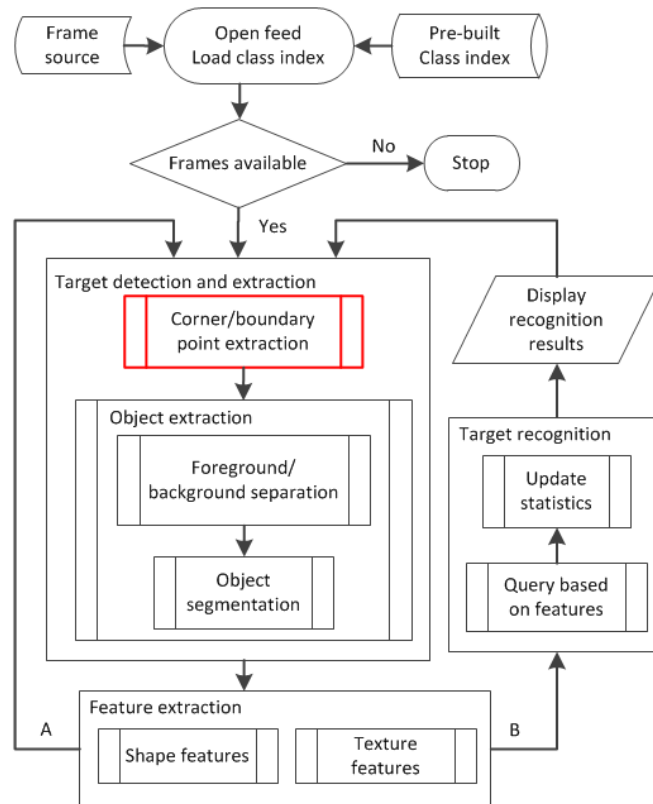 Frame
source
Open feed
Load class index
Pre-built
Class index
Frames available
No
Stop
Yes
Target detection and extraction
Corner/boundary
point extraction
Object extraction
Foreground/
background separation
Object
segmentation
Display
recognition
results
Target recognition
Update
statistics
Query based
on features
A
Feature extraction
B
Shape features
Texture
features